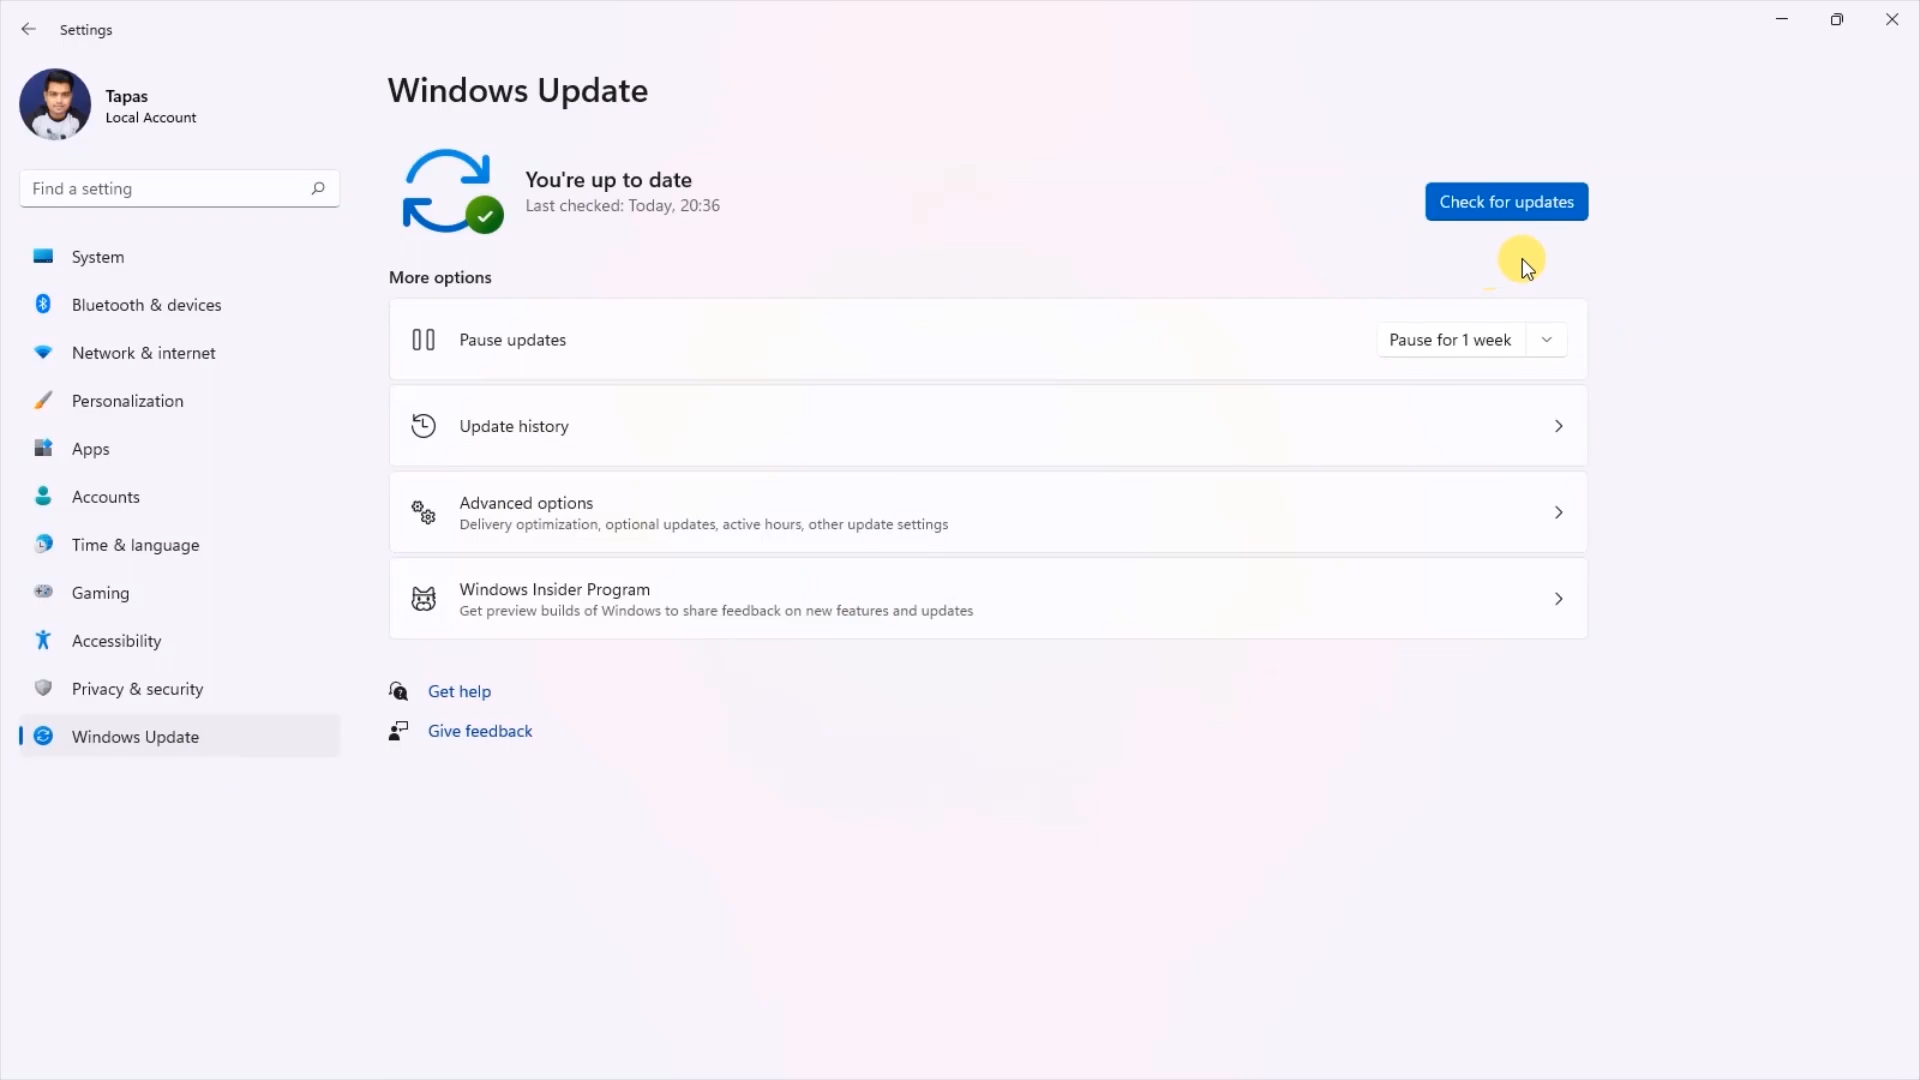 Settings
Tapas
Local Account
Find a setting
System
Bluetooth & devices
Network & internet
Personalization
Apps
Accounts
Time & language
Gaming
Accessibility
Privacy & security
Windows Update
Windows Update
You're up to date
Last checked: Today, 20:36
Check for updates
More options
Pause updates
Pause for 1 week
Update history
Advanced options
Delivery optimization, optional updates, active hours, other update settings
Windows Insider Program
Get preview builds of Windows to share feedback on new features and updates
Get help
Give feedback